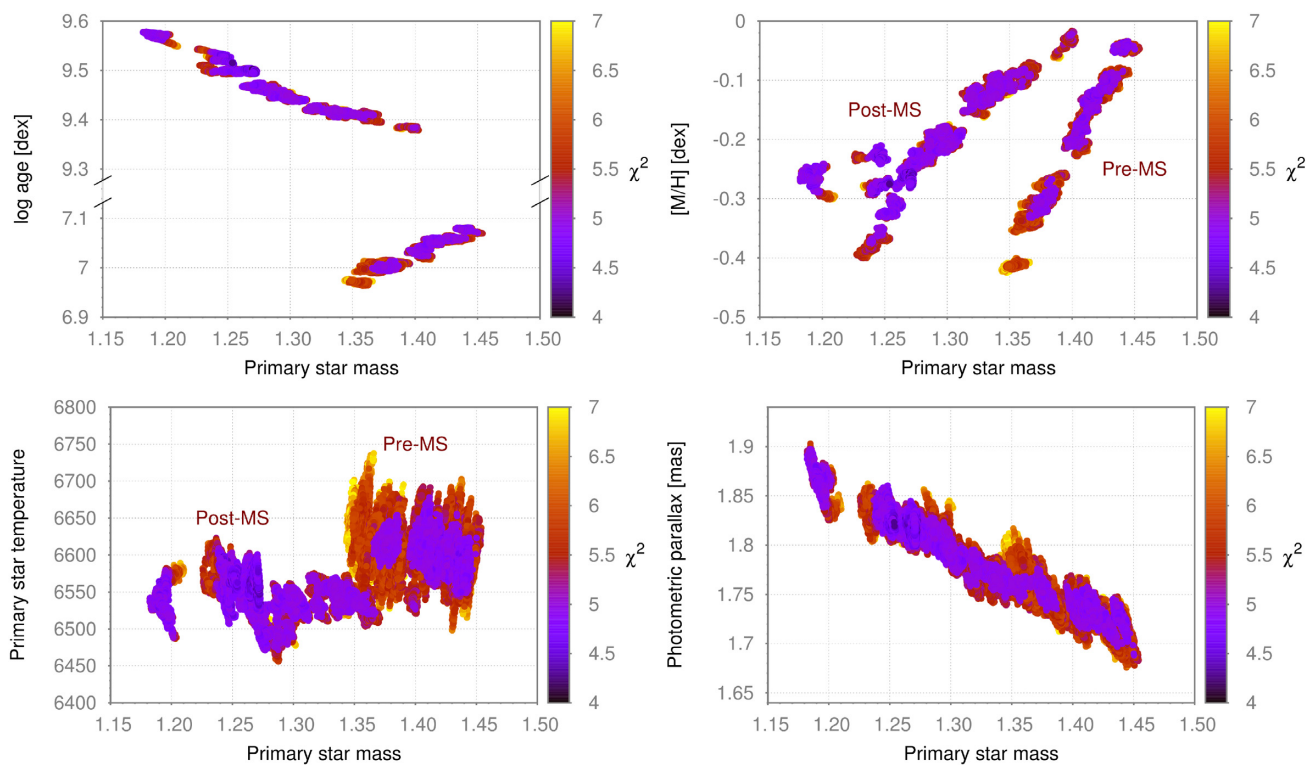 log age [dex]
9.6
9.5
9.4
9.3
7.1
7
6.9
1.15 1.20 1.25 1.30 1.35 1.40 1.45 1.50
Primary star mass
7
6.5
6
5.5
5
4.5
4
χ²
[M/H] [dex]
0
-0.1
-0.2
-0.3
-0.4
-0.5
Post-MS
Pre-MS
1.15 1.20 1.25 1.30 1.35 1.40 1.45 1.50
Primary star mass
7
6.5
6
5.5
5
4.5
4
χ²
Primary star temperature
6800
6750
6700
6650
6600
6550
6500
6450
6400
Pre-MS
Post-MS
1.15 1.20 1.25 1.30 1.35 1.40 1.45 1.50
Primary star mass
7
6.5
6
5.5
5
4.5
4
χ²
Photometric parallax [mas]
1.9
1.85
1.8
1.75
1.7
1.65
1.15 1.20 1.25 1.30 1.35 1.40 1.45 1.50
Primary star mass
7
6.5
6
5.5
5
4.5
4
χ²